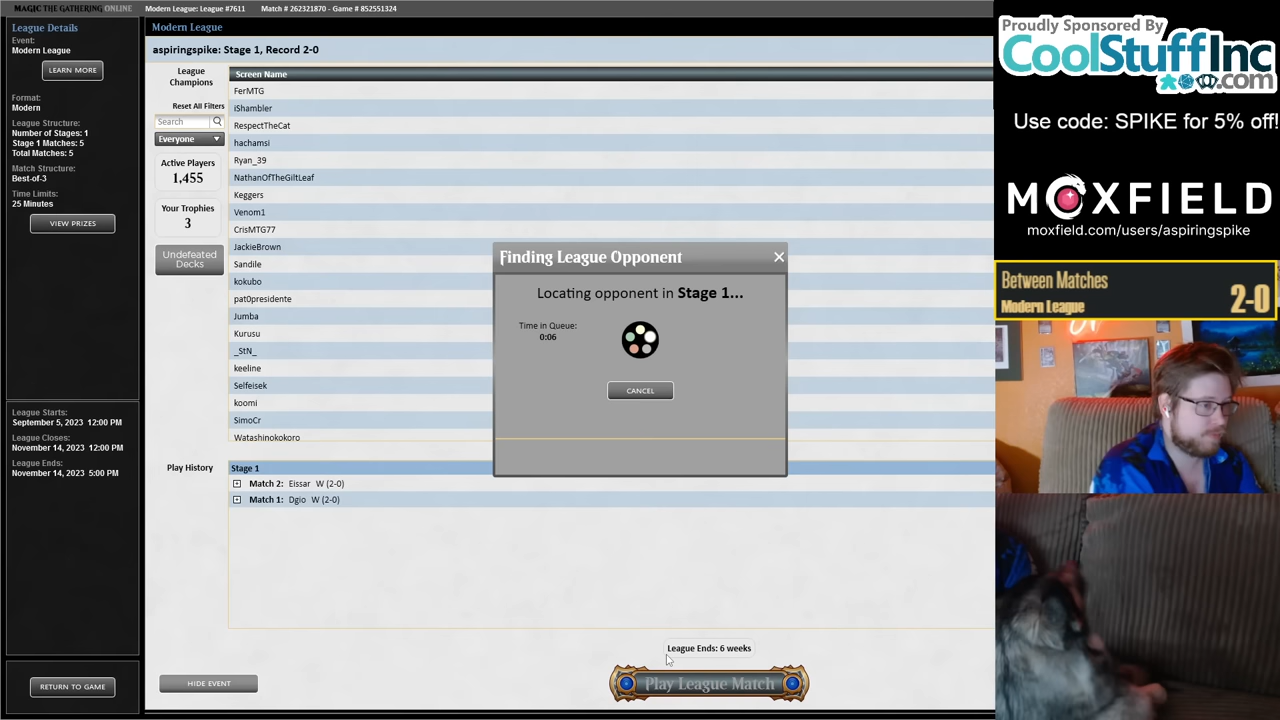 MAGIC THE GATHERING ONLINE
Modern League: League #7611
Match # 262321870 - Game # 852551324
League Details
Event:
Modern League
LEARN MORE
Format:
Modern
League Structure:
Number of Stages: 1
Stage 1 Matches: 5
Total Matches: 5
Match Structure:
Best-of-3
Time Limits:
25 Minutes
VIEW PRIZES
League Starts:
September 5, 2023 12:00 PM
League Closes:
November 14, 2023 12:00 PM
League Ends:
November 14, 2023 5:00 PM
RETURN TO GAME
Modern League
aspiringspike: Stage 1, Record 2-0
League
Champions
Reset All Filters
Search
Everyone
Active Players
1,455
Your Trophies
3
Undefeated
Decks
Screen Name
FerMTG
iShambler
RespectTheCat
hachamsi
Ryan_39
NathanOfTheGiltLeaf
Keggers
Venom1
CrisMTG77
JackieBrown
Sandile
kokubo
pat0presidente
Jumba
Kurusu
_StN_
keeline
Selfeisek
koomi
SimoCr
Watashinokokoro
Play History
Stage 1
Match 2: Eissar W (2-0)
Match 1: Dgio W (2-0)
Finding League Opponent
Locating opponent in Stage 1...
Time in Queue:
0:06
CANCEL
League Ends: 6 weeks
HIDE EVENT
Play League Match
Proudly Sponsored By
CoolStuffInc
.com
Use code: SPIKE for 5% off!
MOXFIELD
moxfield.com/users/aspiringspike
Between Matches
Modern League
2-0